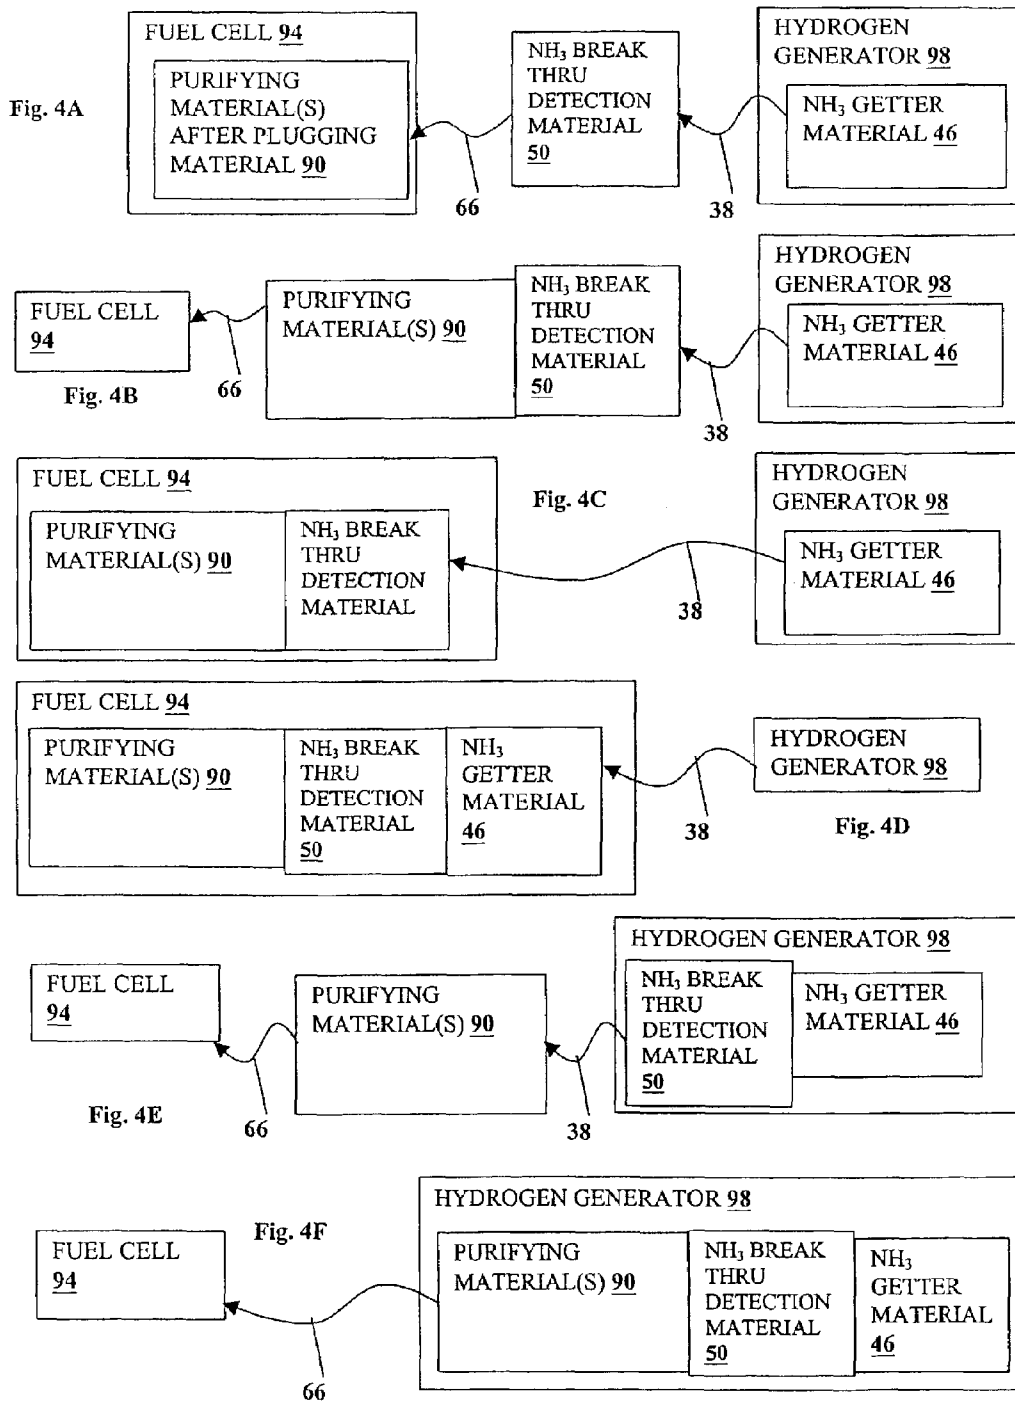 Fig. 4A
FUEL CELL 94
PURIFYING
MATERIAL(S)
AFTER PLUGGING
MATERIAL 90
66
NH₃ BREAK
THRU
DETECTION
MATERIAL
50
38
HYDROGEN
GENERATOR 98
NH₃ GETTER
MATERIAL 46
FUEL CELL
94
Fig. 4B
66
PURIFYING
MATERIAL(S) 90
NH₃ BREAK
THRU
DETECTION
MATERIAL
50
38
HYDROGEN
GENERATOR 98
NH₃ GETTER
MATERIAL 46
FUEL CELL 94
PURIFYING
MATERIAL(S) 90
NH₃ BREAK
THRU
DETECTION
MATERIAL
Fig. 4C
38
HYDROGEN
GENERATOR 98
NH₃ GETTER
MATERIAL 46
FUEL CELL 94
PURIFYING
MATERIAL(S) 90
NH₃ BREAK
THRU
DETECTION
MATERIAL
50
NH₃
GETTER
MATERIAL
46
38
HYDROGEN
GENERATOR 98
Fig. 4D
FUEL CELL
94
Fig. 4E
66
PURIFYING
MATERIAL(S) 90
38
HYDROGEN GENERATOR 98
NH₃ BREAK
THRU
DETECTION
MATERIAL
50
NH₃ GETTER
MATERIAL 46
FUEL CELL
94
Fig. 4F
66
HYDROGEN GENERATOR 98
PURIFYING
MATERIAL(S) 90
NH₃ BREAK
THRU
DETECTION
MATERIAL
50
NH₃
GETTER
MATERIAL
46